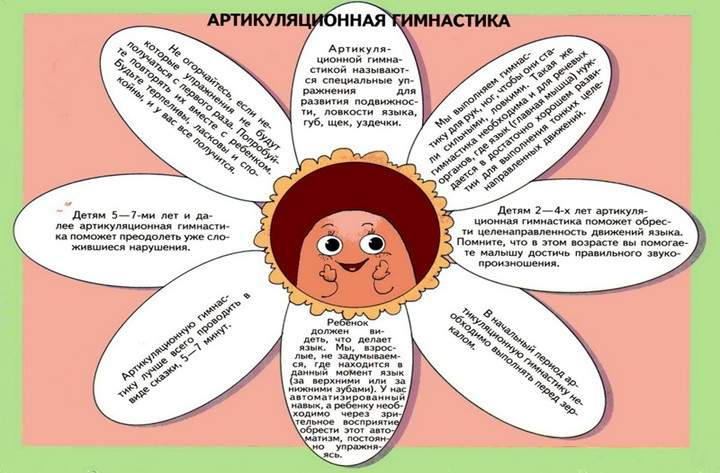 АРТИКУЛЯЦИОННАЯ ГИМНАСТИКА
Артикуля-
ционной гимна-
стикой называют-
ся специальные уп-
ражнения для
развития подвижнос-
ти, ловкости языка,
губ, щек, уздечки.
Мы выполняем гимнас-
тику для рук, ног, чтобы они ста-
ли сильными, ловкими. Такая же
гимнастика необходима и для речевых
органов, где язык (главная мышца) нуж-
дается в достаточно хорошем разви-
тии для выполнения тонких целе-
направленных движений.
Детям 2—4-х лет артикуля-
ционная гимнастика поможет обрес-
ти целенаправленность движений языка.
Помните, что в этом возрасте вы помогае-
те малышу достичь правильного звуко-
произношения.
В начальный период ар-
тикуляционную гимнастику не-
обходимо выполнять перед зер-
калом.
Ребенок
должен ви-
деть, что делает
язык. Мы, взрос-
лые, не задумываем-
ся, где находится в
данный момент язык
(за верхними или за
нижними зубами). У нас
автоматизированный
навык, а ребенку необ-
ходимо через зри-
тельное восприятие
обрести этот авто-
матизм, постоян-
но упражня-
ясь.
Артикуляционную гимнас-
тику лучше всего проводить в
виде сказки, 5—7 минут.
Детям 5—7-ми лет и да-
лее артикуляционная гимнасти-
ка поможет преодолеть уже сло-
жившиеся нарушения.
Не огорчайтесь, если не-
которые упражнения не будут
получаться с первого раза. Попробуй-
те повторять их вместе с ребенком.
Будьте терпеливы, ласковы и спо-
койны, и у вас все получится.